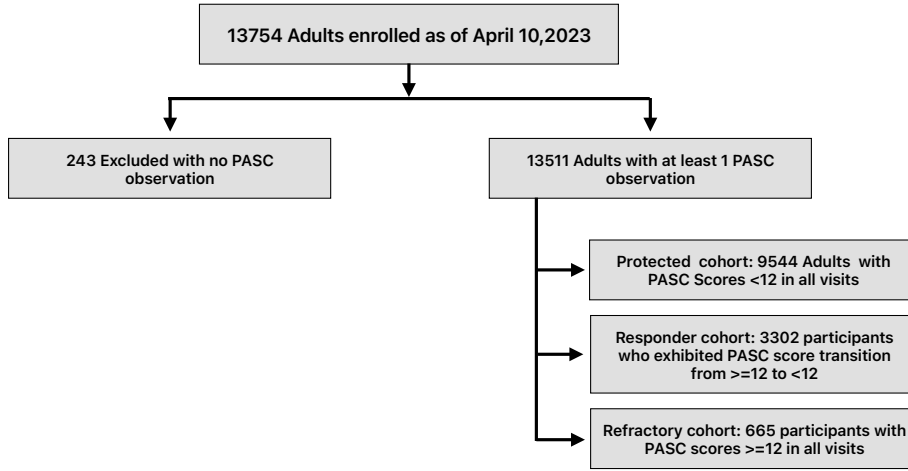 13754 Adults enrolled as of April 10,2023
243 Excluded with no PASC
observation
13511 Adults with at least 1 PASC
observation
Protected cohort: 9544 Adults with
PASC Scores <12 in all visits
Responder cohort: 3302 participants
who exhibited PASC score transition
from >=12 to <12
Refractory cohort: 665 participants with
PASC scores >=12 in all visits